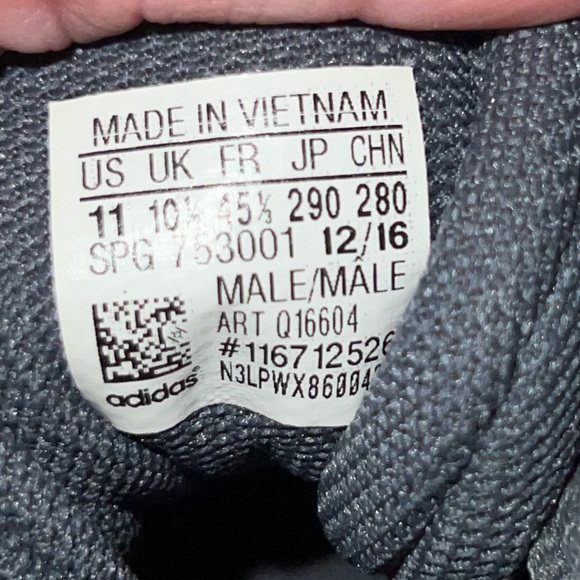 MADE IN VIETNAM
US UK FR JP CHN
11 10½ 45⅓ 290 280
SPG 753001 12/16
MALE/MÂLE
ART Q16604
#116712526
N3LPWX86004
adidas